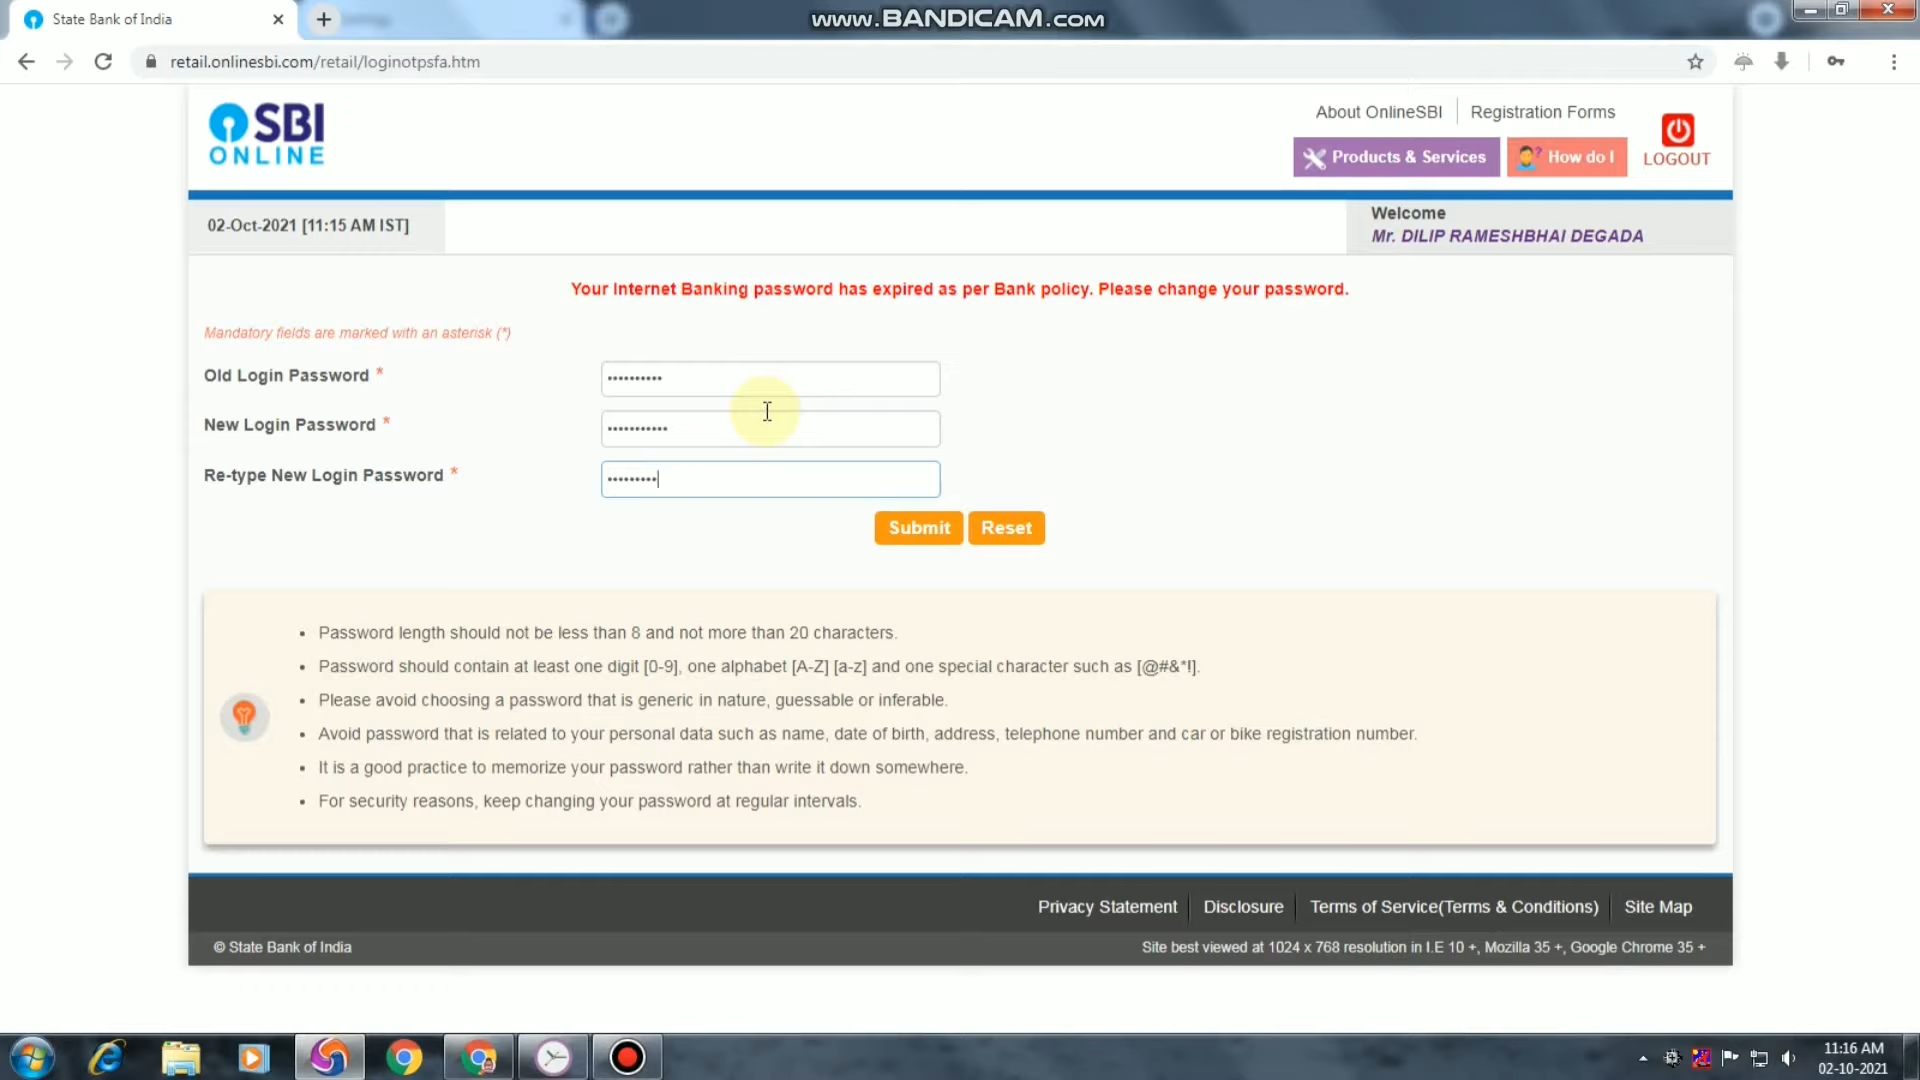 State Bank of India
www.BANDICAM.com
retail.onlinesbi.com/retail/loginotpsfa.htm
SBI
ONLINE
About OnlineSBI
Registration Forms
Products & Services
How do I
LOGOUT
02-Oct-2021 [11:15 AM IST]
Welcome
Mr. DILIP RAMESHBHAI DEGADA
Your Internet Banking password has expired as per Bank policy. Please change your password.
Mandatory fields are marked with an asterisk (*)
Old Login Password *
New Login Password *
Re-type New Login Password *
Submit
Reset
Password length should not be less than 8 and not more than 20 characters.
Password should contain at least one digit [0-9], one alphabet [A-Z] [a-z] and one special character such as [@#&*!].
Please avoid choosing a password that is generic in nature, guessable or inferable.
Avoid password that is related to your personal data such as name, date of birth, address, telephone number and car or bike registration number.
It is a good practice to memorize your password rather than write it down somewhere.
For security reasons, keep changing your password at regular intervals.
Privacy Statement
Disclosure
Terms of Service(Terms & Conditions)
Site Map
© State Bank of India
Site best viewed at 1024 x 768 resolution in I.E 10 +, Mozilla 35 +, Google Chrome 35 +
11:16 AM
02-10-2021